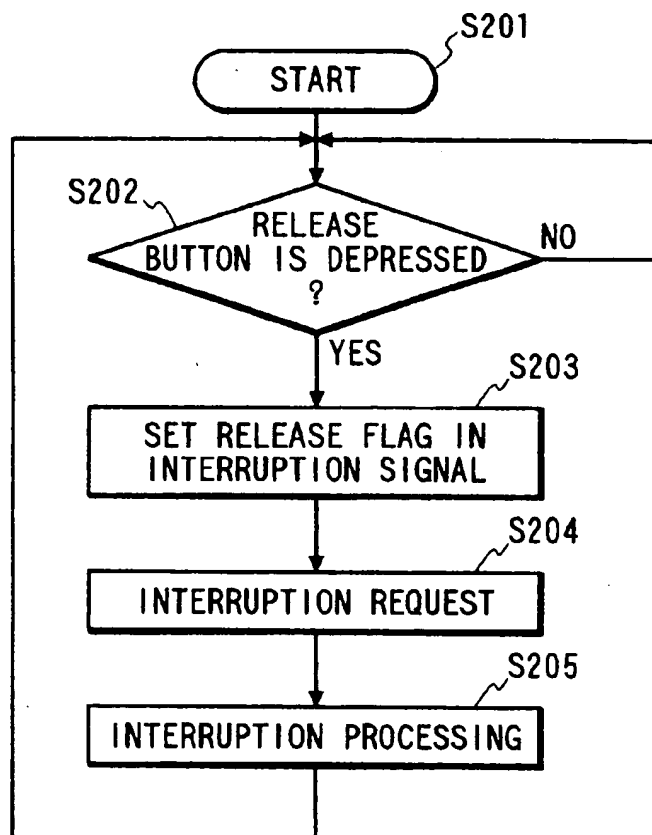 S201
START
S202
RELEASE
BUTTON IS DEPRESSED
?
NO
YES
S203
SET RELEASE FLAG IN
INTERRUPTION SIGNAL
S204
INTERRUPTION REQUEST
S205
INTERRUPTION PROCESSING